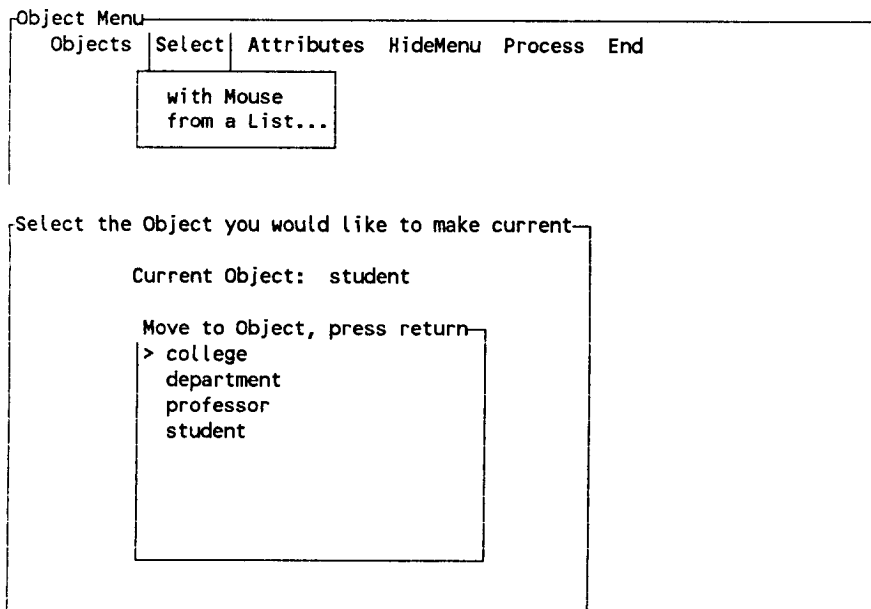 Object Menu
Objects Select Attributes HideMenu Process End
with Mouse
from a List...
Select the Object you would like to make current
Current Object: student
Move to Object, press return
> college
department
professor
student